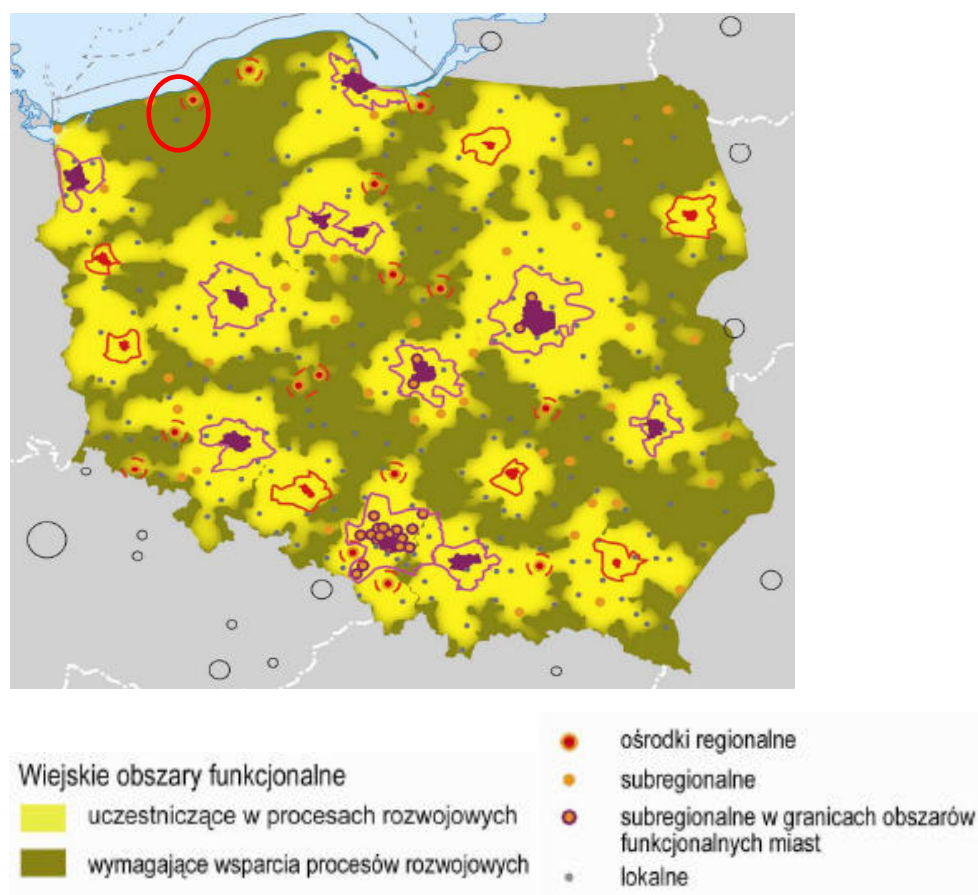 Wiejskie obszary funkcjonalne
uczestniczące w procesach rozwojowych
wymagające wsparcia procesów rozwojowych
ośrodki regionalne
subregionalne
subregionalne w granicach obszarów
funkcjonalnych miast
lokalne